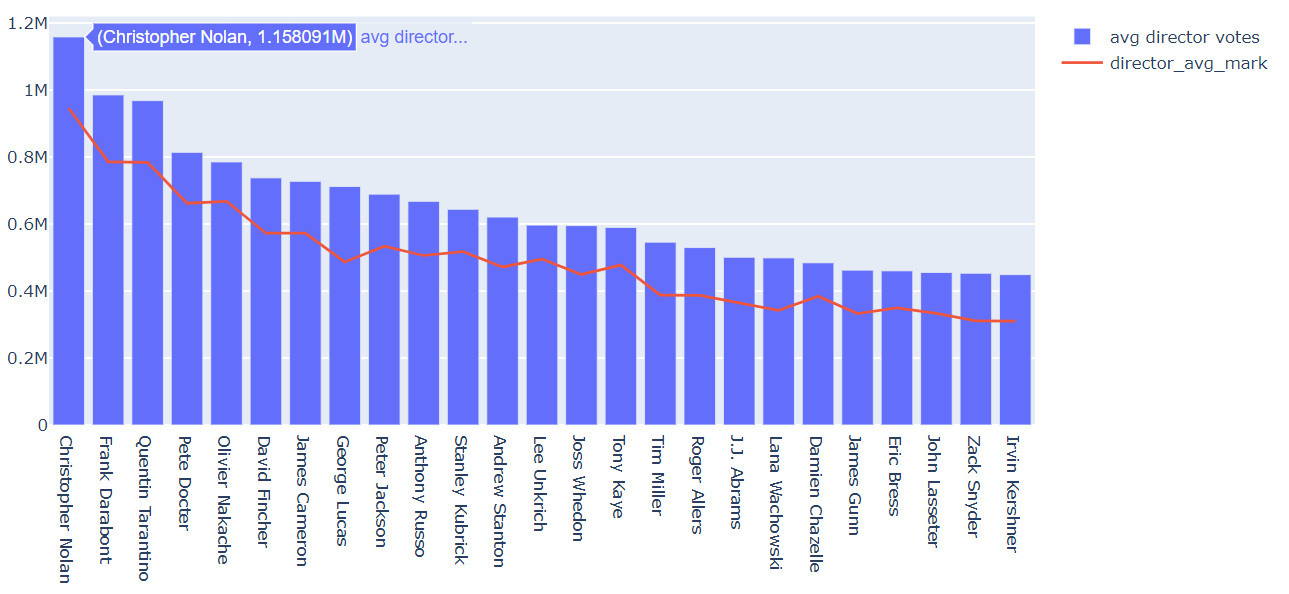 1.2M
1M
0.8M
0.6M
0.4M
0.2M
0
(Christopher Nolan, 1.158091M) avg director...
avg director votes
director_avg_mark
Christopher Nolan
Frank Darabont
Quentin Tarantino
Pete Docter
Olivier Nakache
David Fincher
James Cameron
George Lucas
Peter Jackson
Anthony Russo
Stanley Kubrick
Andrew Stanton
Lee Unkrich
Joss Whedon
Tony Kaye
Tim Miller
Roger Allers
J.J. Abrams
Lana Wachowski
Damien Chazelle
James Gunn
Eric Bress
John Lasseter
Zack Snyder
Irvin Kershner